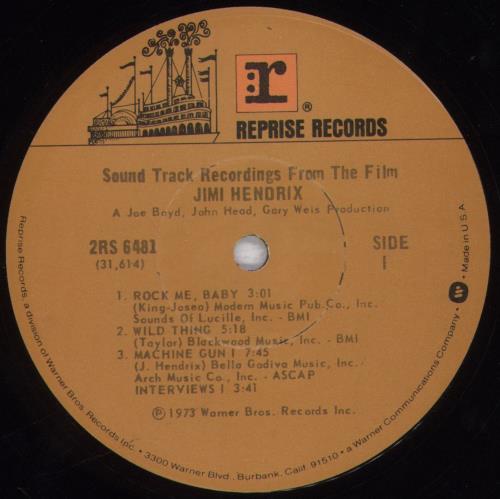 r
®
REPRISE RECORDS
Sound Track Recordings From The Film
JIMI HENDRIX
A Joe Boyd, John Head, Gary Weis Production
2RS 6481
(31,614)
SIDE
1
1. ROCK ME, BABY 3:01
(King-Joseo) Modern Music Pub. Co., Inc.
Sounds Of Lucille, Inc. - BMI
2. WILD THING 5:18
(Taylor) Blackwood Music, Inc. - BMI
3. MACHINE GUN I 7:45
(J. Hendrix) Bella Godiva Music, Inc.
Arch Music Co., Inc. - ASCAP
INTERVIEWS I 3:41
℗©1973 Warner Bros. Records Inc.
Reprise Records, a division of Warner Bros. Records Inc. • 3300 Warner Blvd., Burbank, Calif. 91510 • a Warner Communications Company • Made in U.S.A.